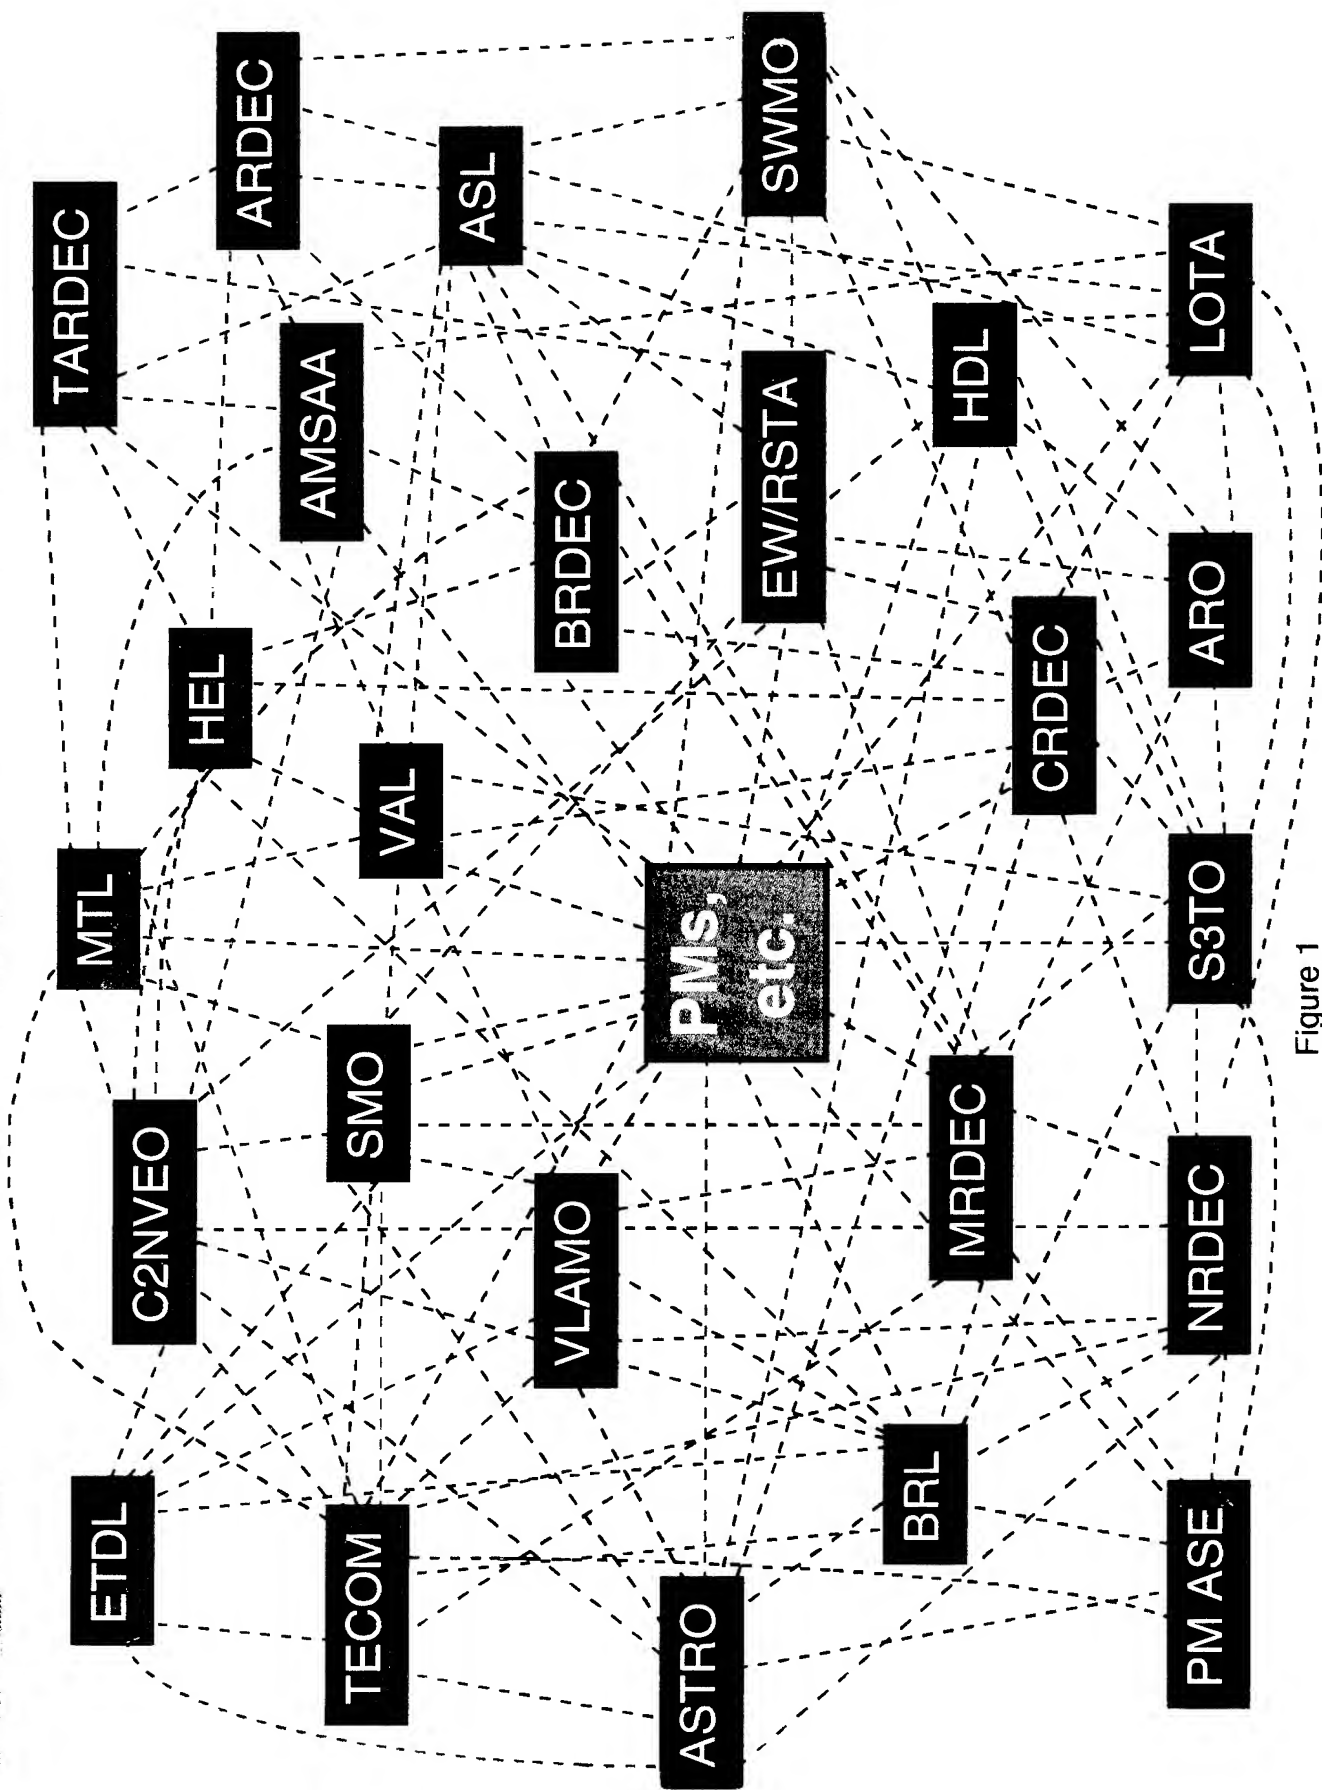 ETDL
C2NVEO
MTL
TARDEC
HEL
ARDEC
TECOM
SMO
VAL
AMSAA
ASL
VLAMO
BRDEC
ASTRO
PMs,
etc.
EW/RSTA
SWMO
BRL
MRDEC
CRDEC
HDL
PM ASE
NRDEC
S3TO
ARO
LOTA
Figure 1